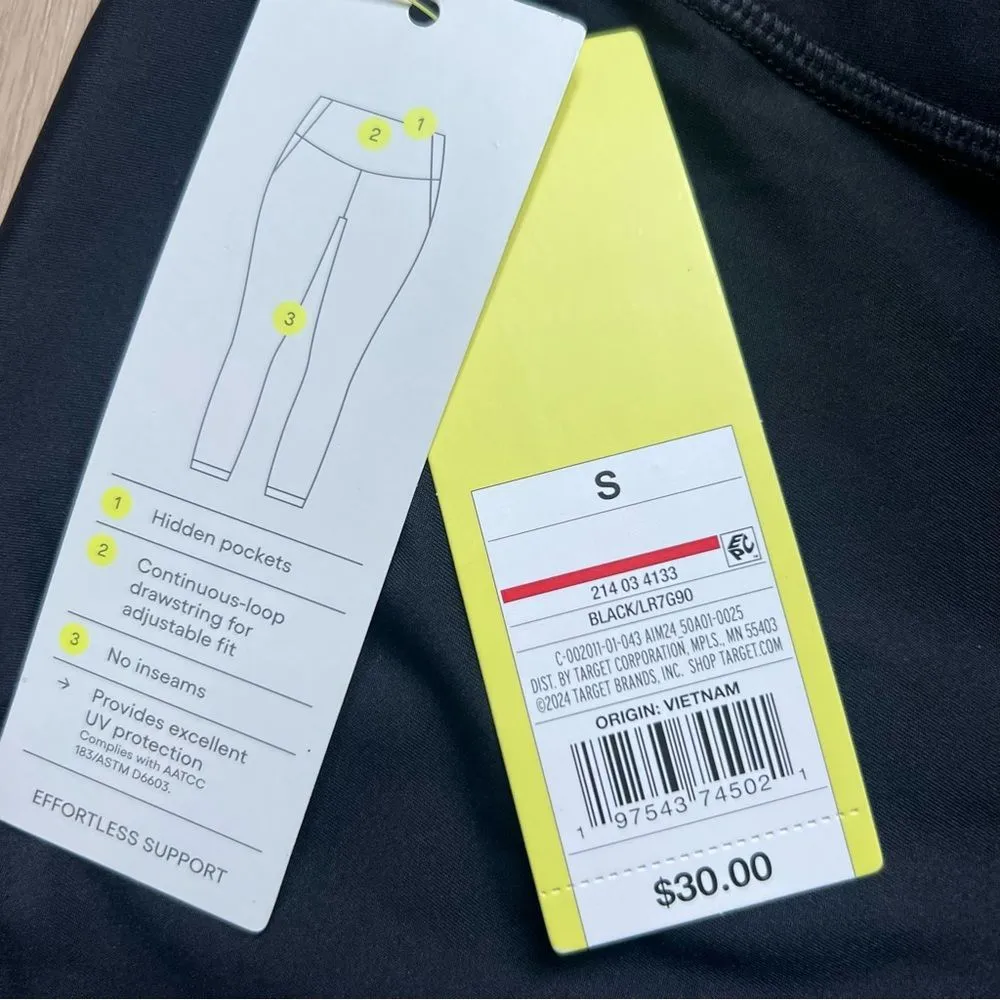 2
1
3
1 Hidden pockets
2 Continuous-loop
drawstring for
adjustable fit
3 No inseams
→ Provides excellent
UV protection
Complies with AATCC
183/ASTM D6603.
EFFORTLESS SUPPORT
S
EPC™
214 03 4133
BLACK/LR7G90
C-002011-01-043 AIM24 50A01-0025
DIST. BY TARGET CORPORATION, MPLS., MN 55403
©2024 TARGET BRANDS, INC. SHOP TARGET.COM
ORIGIN: VIETNAM
1 97543 74502 1
$30.00